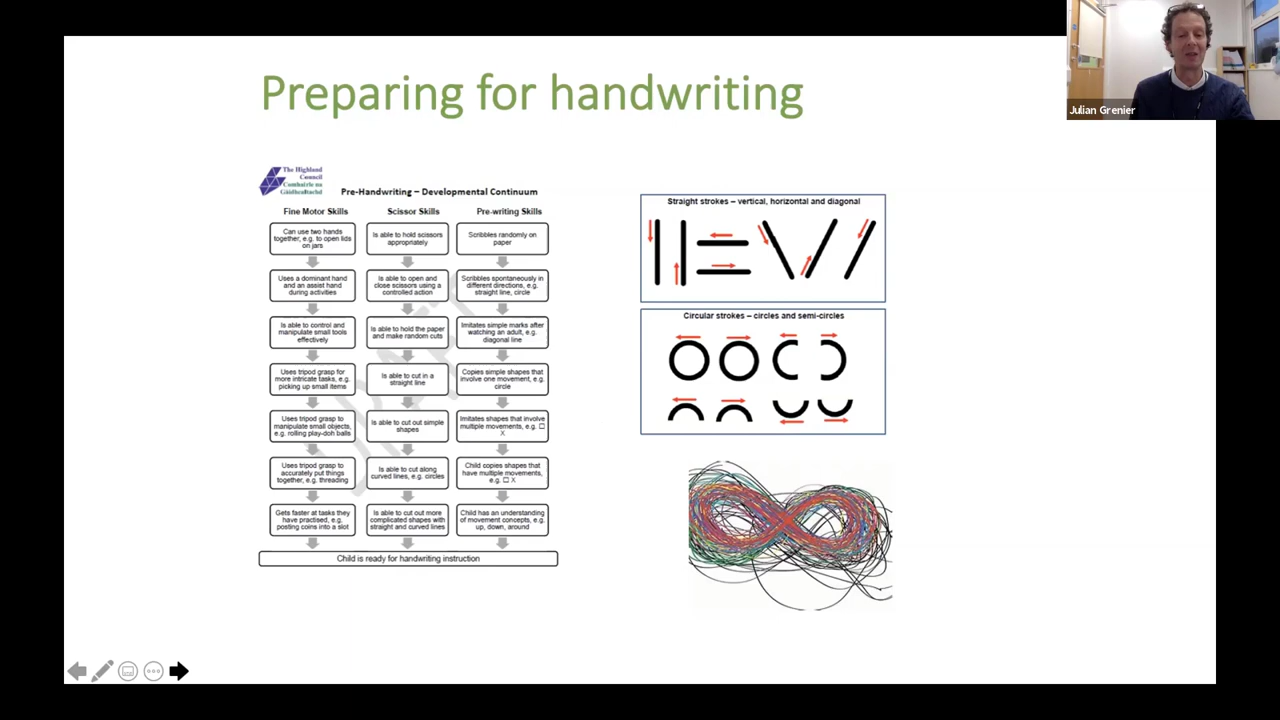 Preparing for handwriting
Julian Grenier
The Highland
Council
Comhairle na
Gàidhealtachd
Pre-Handwriting – Developmental Continuum
Fine Motor Skills
Scissor Skills
Pre-writing Skills
Can use two hands
together, e.g. to open lids
on jars
Is able to hold scissors
appropriately
Scribbles randomly on
paper
Uses a dominant hand
and an assist hand
during activities
Is able to open and
close scissors using a
controlled action
Scribbles spontaneously in
different directions, e.g.
straight line, circle
Is able to control and
manipulate small tools
effectively
Is able to hold the paper
and make random cuts
Imitates simple marks after
watching an adult, e.g.
diagonal line
Uses tripod grasp for
more intricate tasks, e.g.
picking up small items
Is able to cut in a
straight line
Copies simple shapes that
involve one movement, e.g.
circle
Uses tripod grasp to
manipulate small objects,
e.g. rolling play-doh balls
Is able to cut out simple
shapes
Imitates shapes that involve
multiple movements, e.g. □
X
Uses tripod grasp to
accurately put things
together, e.g. threading
Is able to cut along
curved lines, e.g. circles
Child copies shapes that
have multiple movements,
e.g. □ X
Gets faster at tasks they
have practised, e.g.
posting coins into a slot
Is able to cut out more
complicated shapes with
straight and curved lines
Child has an understanding
of movement concepts, e.g.
up, down, around
Child is ready for handwriting instruction
DRAFT
Straight strokes – vertical, horizontal and diagonal
Circular strokes – circles and semi-circles